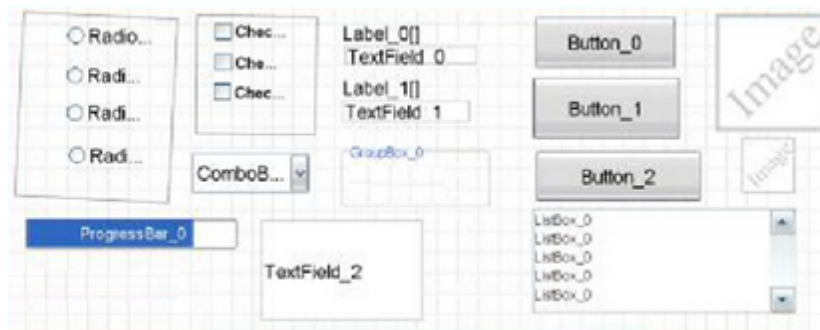 Radio...
Radi...
Radi...
Radi...
Chec...
Che...
Chec...
Label_0[]
TextField_0
Label_1[]
TextField_1
Button_0
Button_1
Button_2
Image
Image
ComboB...
GroupBox_0
ProgressBar_0
TextField_2
ListBox_0
ListBox_0
ListBox_0
ListBox_0
ListBox_0